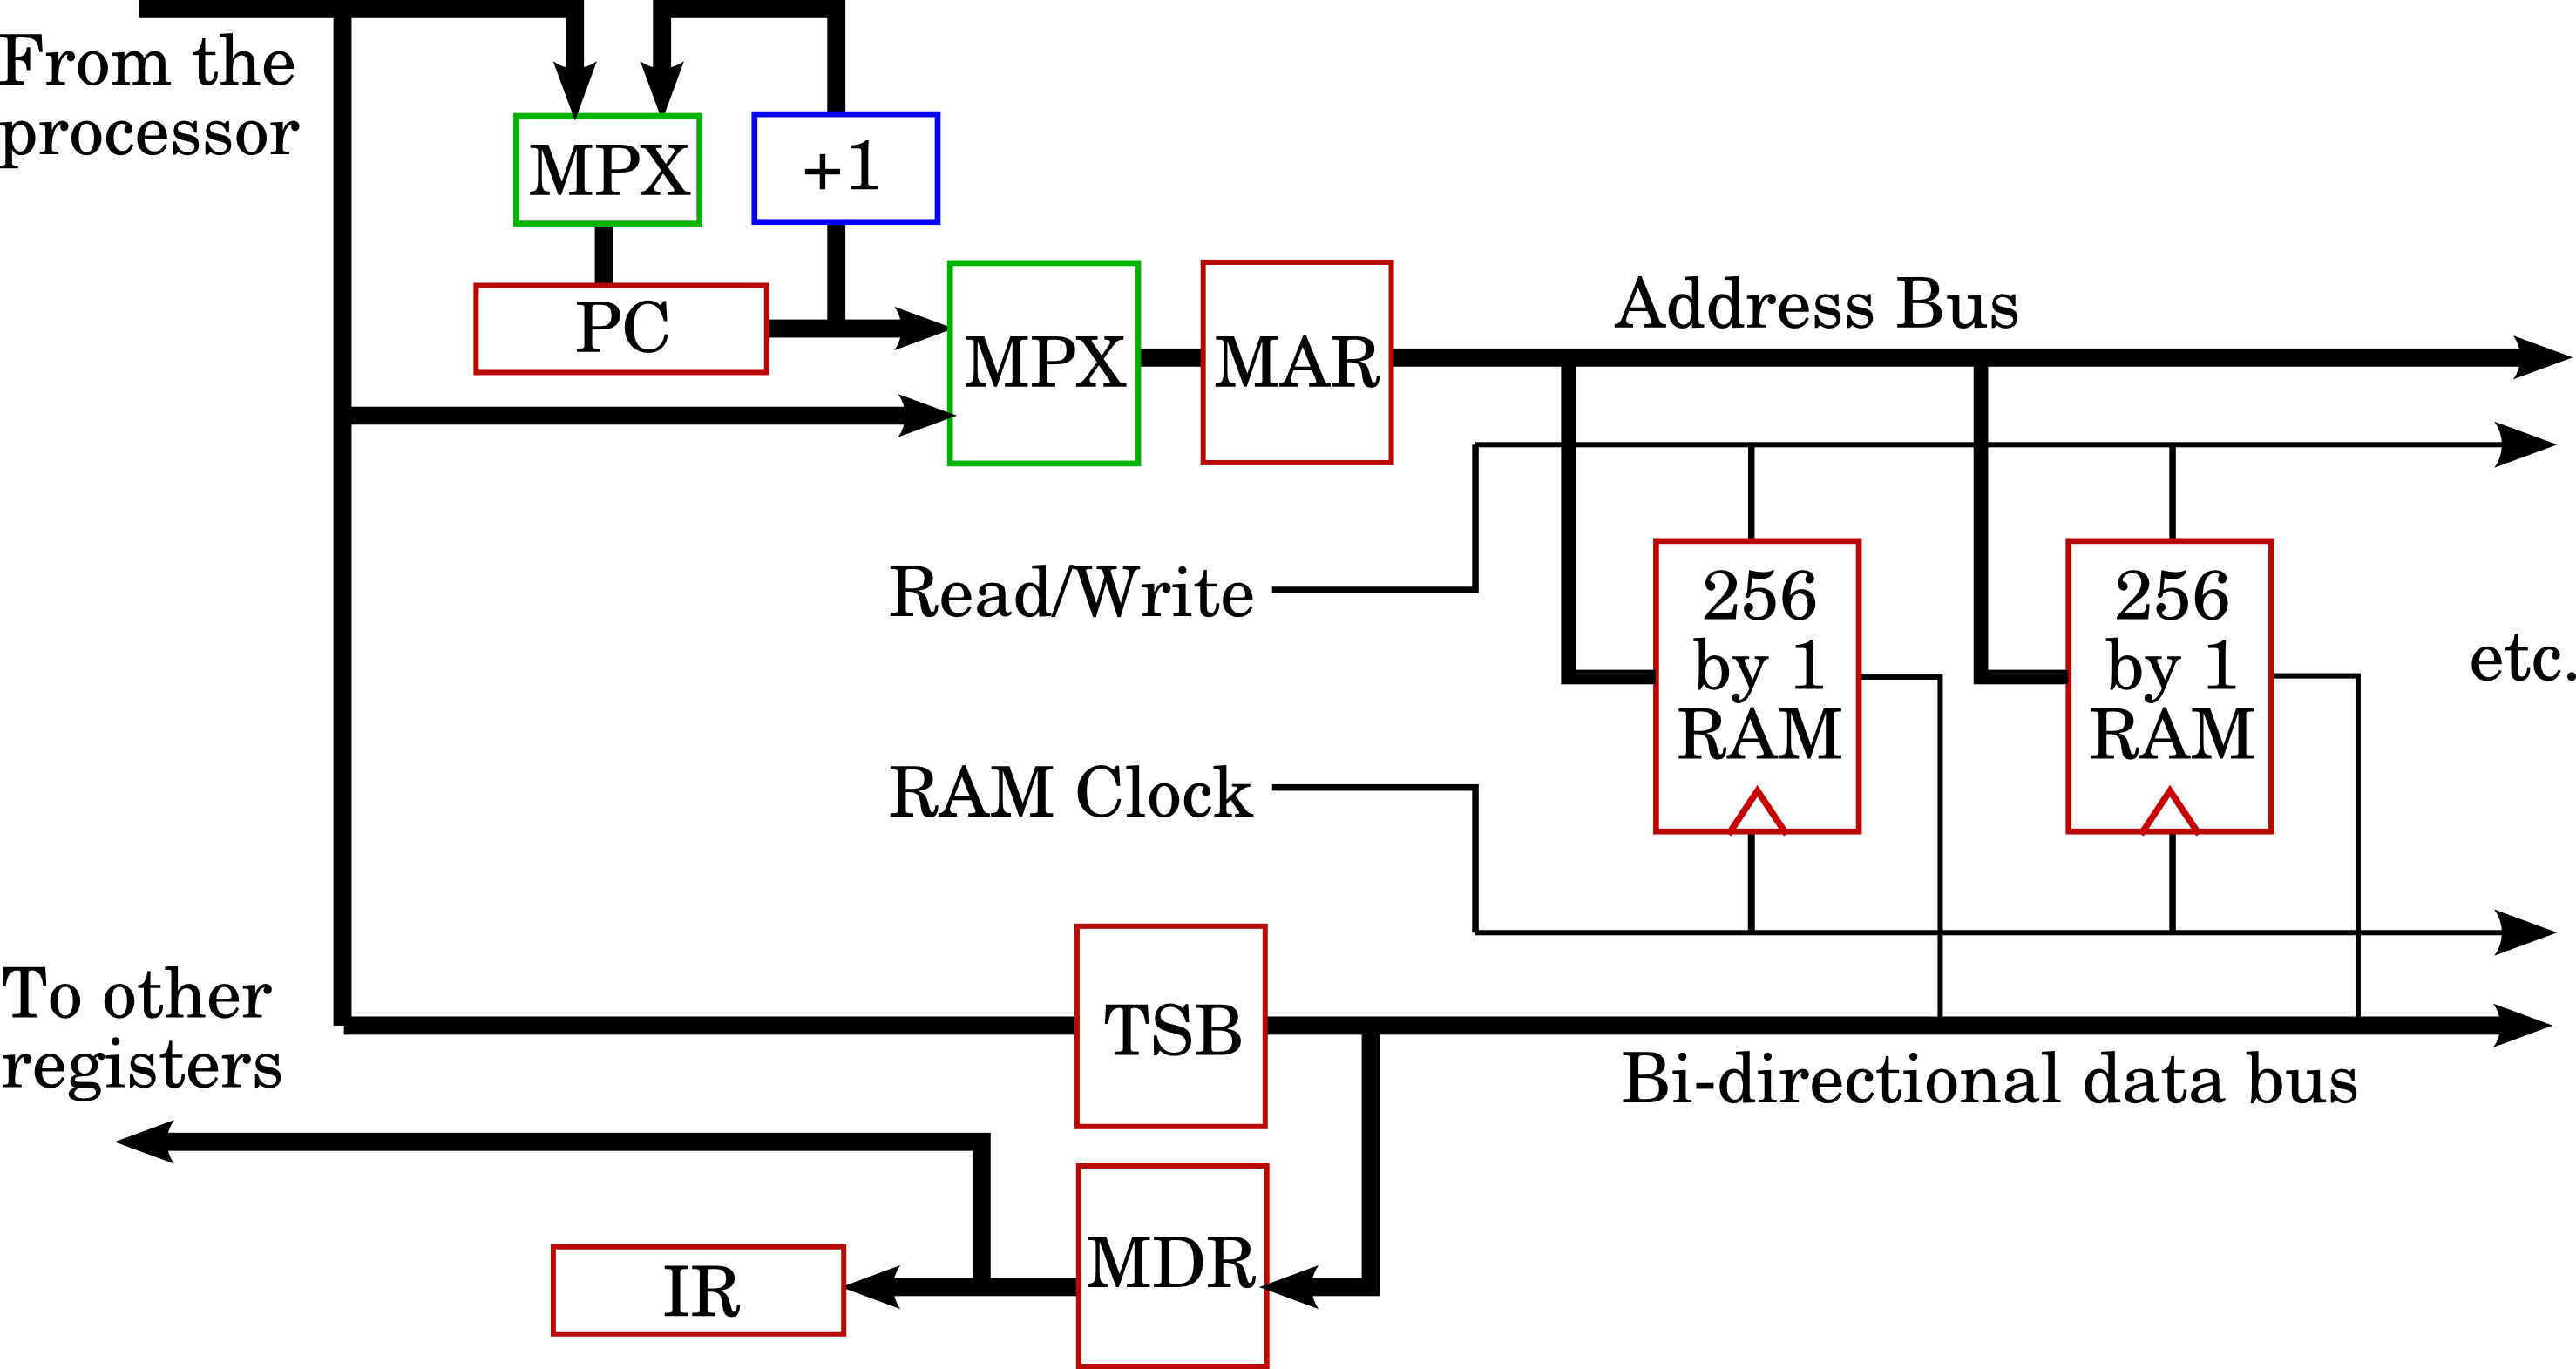 From the
processor
MPX
+1
PC
MPX
MAR
Address Bus
Read/Write
256
by 1
RAM
256
by 1
RAM
etc.
RAM Clock
To other
registers
TSB
Bi-directional data bus
MDR
IR